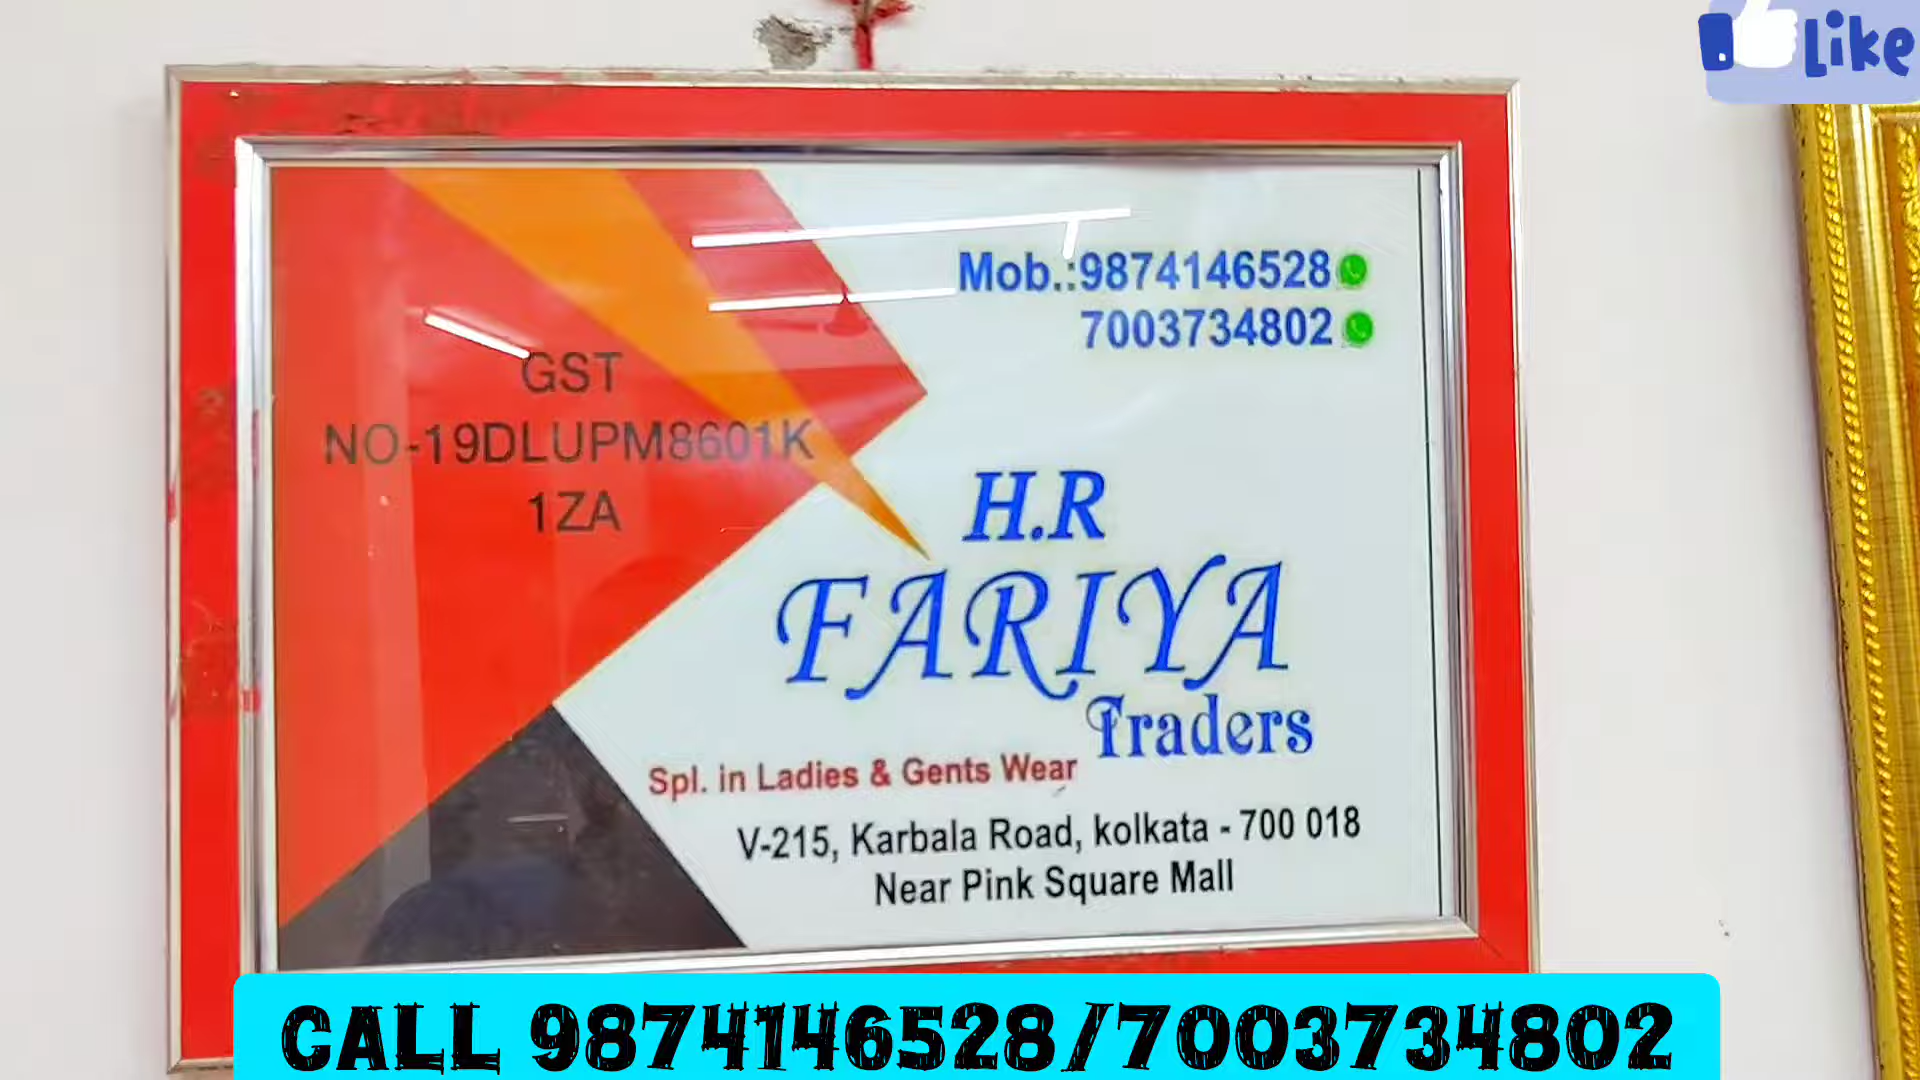 Like
Mob.:9874146528
7003734802
GST
NO-19DLUPM8601K
1ZA
H.R
FARIYA
Traders
Spl. in Ladies & Gents Wear
V-215, Karbala Road, kolkata - 700 018
Near Pink Square Mall
CALL 9874146528/7003734802